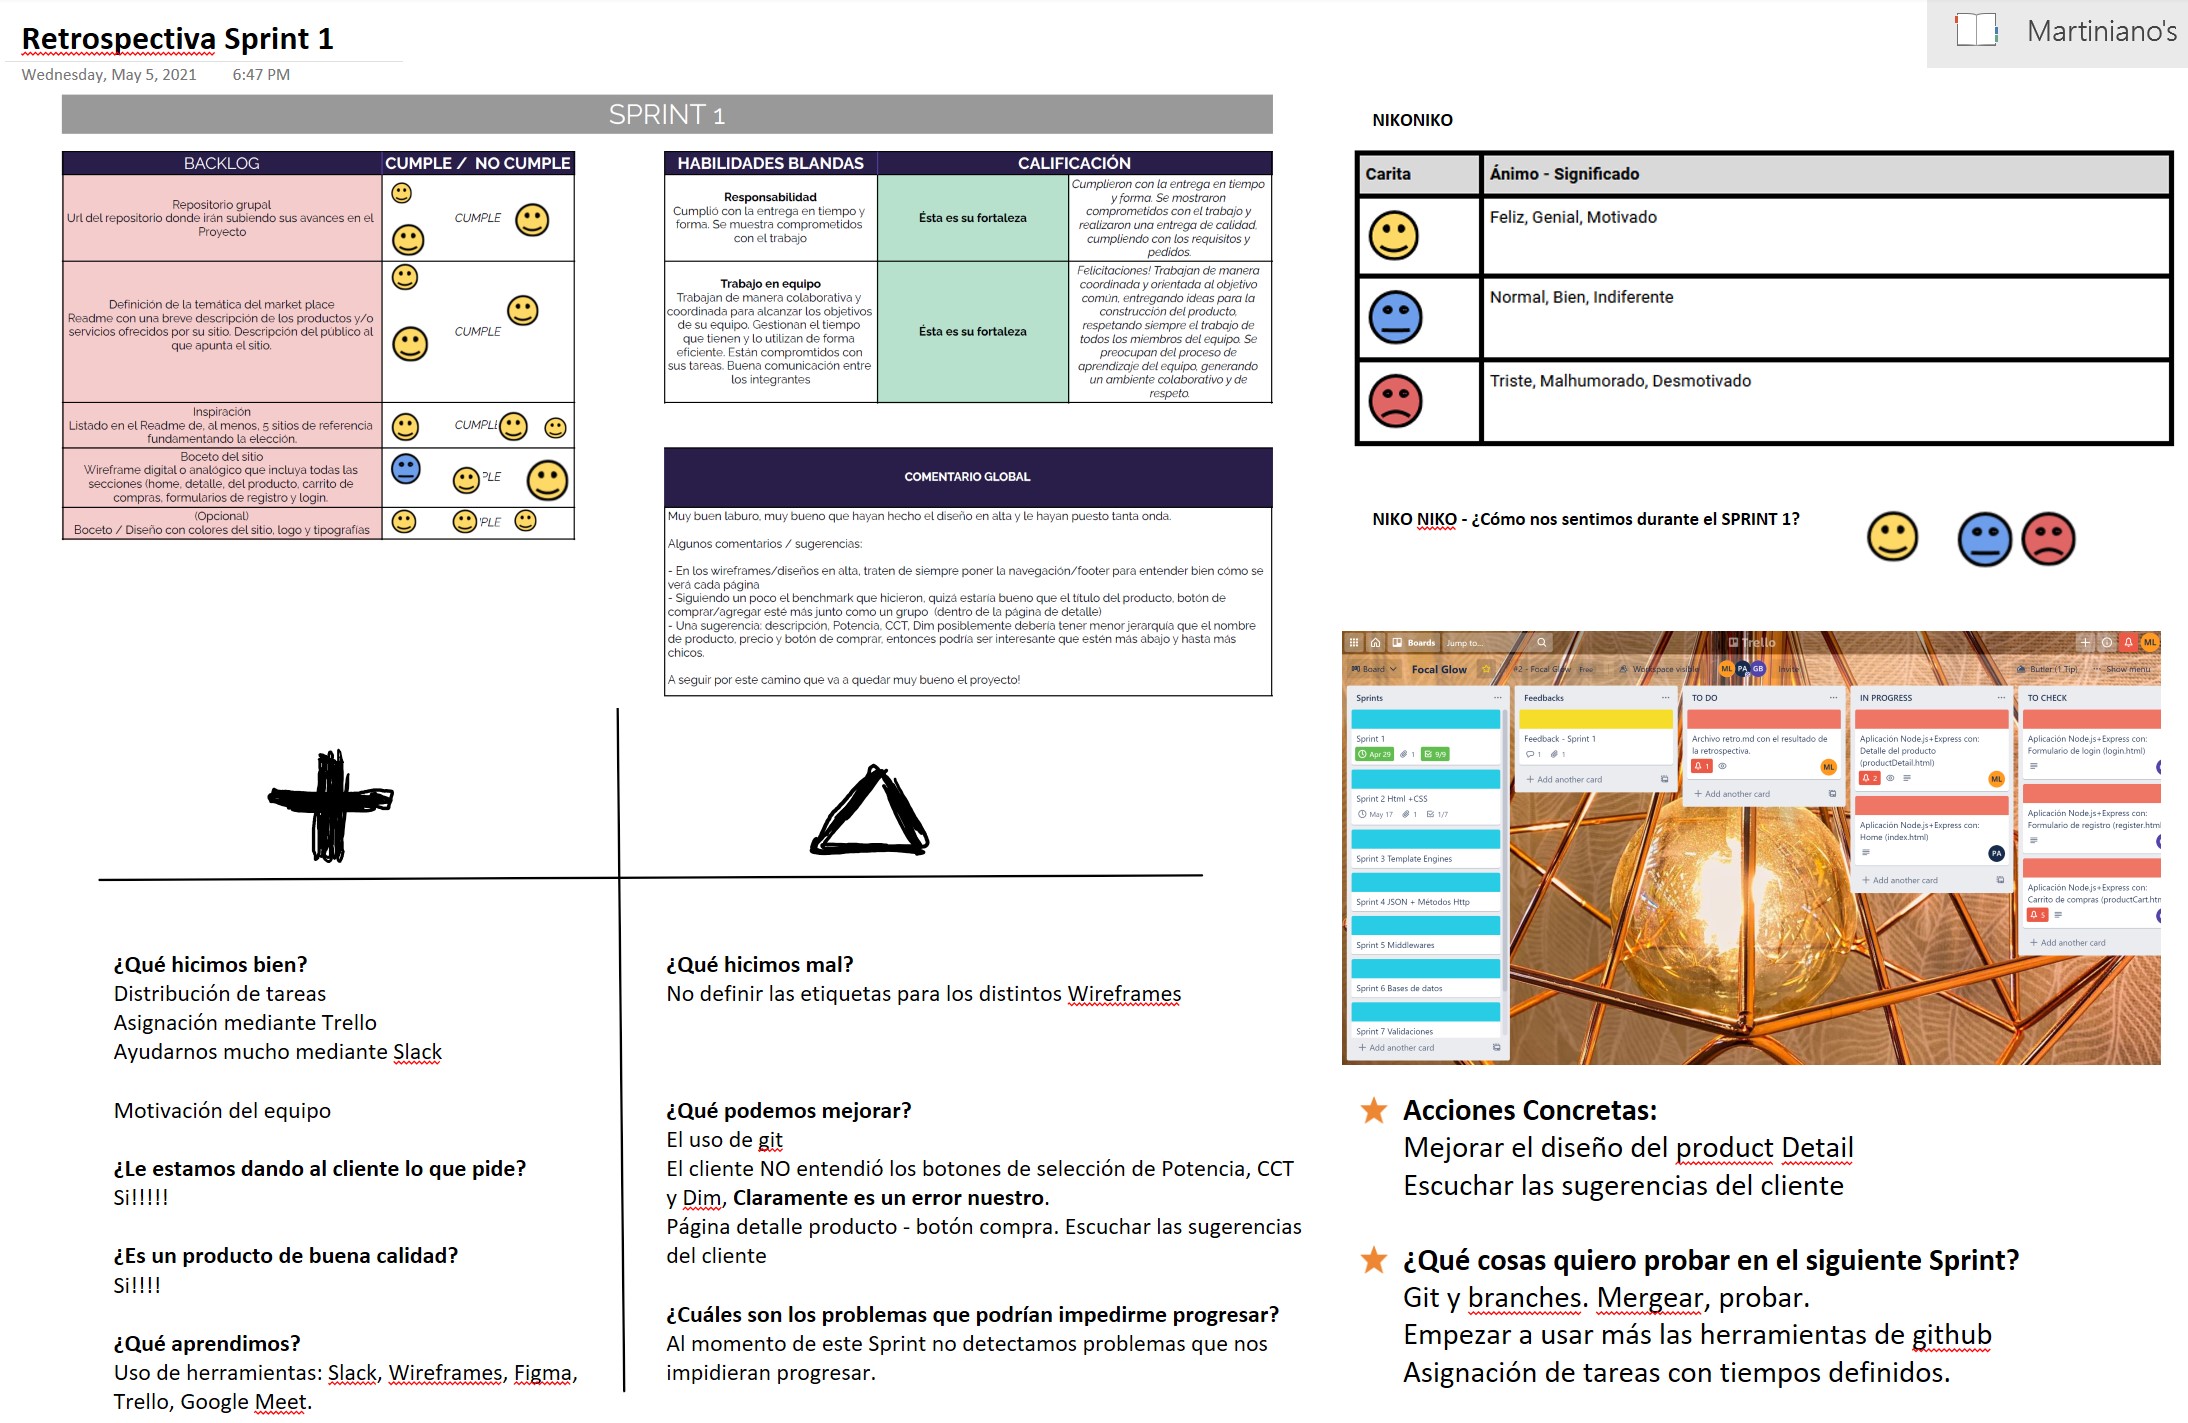 Retrospectiva Sprint 1
Wednesday, May 5, 2021 6:47 PM
Martiniano's
SPRINT 1
BACKLOG CUMPLE / NO CUMPLE
Repositorio grupal
Url del repositorio donde irán subiendo sus avances en el
Proyecto
CUMPLE
Definición de la temática del market place
Readme con una breve descripción de los productos y/o
servicios ofrecidos por su sitio. Descripción del público al
que apunta el sitio.
CUMPLE
Inspiración
Listado en el Readme de, al menos, 5 sitios de referencia
fundamentando la elección.
CUMPL
Boceto del sitio
Wireframe digital o analógico que incluya todas las
secciones (home, detalle, del producto, carrito de
compras, formularios de registro y login.
PLE
(Opcional)
Boceto / Diseño con colores del sitio, logo y tipografías
PLE
HABILIDADES BLANDAS CALIFICACIÓN
Responsabilidad
Cumplió con la entrega en tiempo y
forma. Se muestra comprometidos
con el trabajo
Ésta es su fortaleza
Cumplieron con la entrega en tiempo
y forma. Se mostraron
comprometidos con el trabajo y
realizaron una entrega de calidad,
cumpliendo con los requisitos y
pedidos.
Trabajo en equipo
Trabajan de manera colaborativa y
coordinada para alcanzar los objetivos
de su equipo. Gestionan el tiempo
que tienen y lo utilizan de forma
eficiente. Están compromtidos con
sus tareas. Buena comunicación entre
los integrantes
Ésta es su fortaleza
Felicitaciones! Trabajan de manera
coordinada y orientada al objetivo
común, entregando ideas para la
construcción del producto,
respetando siempre el trabajo de
todos los miembros del equipo. Se
preocupan del proceso de
aprendizaje del equipo, generando
un ambiente colaborativo y de
respeto.
COMENTARIO GLOBAL
Muy buen laburo, muy bueno que hayan hecho el diseño en alta y le hayan puesto tanta onda.
Algunos comentarios / sugerencias:
- En los wireframes/diseños en alta, traten de siempre poner la navegación/footer para entender bien cómo se
verá cada página
- Siguiendo un poco el benchmark que hicieron, quizá estaría bueno que el título del producto, botón de
comprar/agregar esté más junto como un grupo (dentro de la página de detalle)
- Una sugerencia: descripción, Potencia, CCT, Dim posiblemente debería tener menor jerarquía que el nombre
de producto, precio y botón de comprar, entonces podría ser interesante que estén más abajo y hasta más
chicos.
A seguir por este camino que va a quedar muy bueno el proyecto!
NIKONIKO
Carita Ánimo - Significado
Feliz, Genial, Motivado
Normal, Bien, Indiferente
Triste, Malhumorado, Desmotivado
NIKO NIKO - ¿Cómo nos sentimos durante el SPRINT 1?
Boards Jump to... Trello ML
Board Focal Glow #2 - Focal Glow Free Workspace visible ML PA GB Invite Butler (1 Tip) Show menu
Sprints
Sprint 1
Apr 29 1 9/9
Sprint 2 Html +CSS
May 17 1 1/7
Sprint 3 Template Engines
Sprint 4 JSON + Métodos Http
Sprint 5 Middlewares
Sprint 6 Bases de datos
Sprint 7 Validaciones
+ Add another card
Feedbacks
Feedback - Sprint 1
1 1
+ Add another card
TO DO
Archivo retro.md con el resultado de
la retrospectiva.
1 ML
+ Add another card
IN PROGRESS
Aplicación Node.js+Express con:
Detalle del producto
(productDetail.html)
2 ML
Aplicación Node.js+Express con:
Home (index.html)
PA
+ Add another card
TO CHECK
Aplicación Node.js+Express con:
Formulario de login (login.html)
Aplicación Node.js+Express con:
Formulario de registro (register.htm
Aplicación Node.js+Express con:
Carrito de compras (productCart.htm
5
+ Add another card
¿Qué hicimos bien?
Distribución de tareas
Asignación mediante Trello
Ayudarnos mucho mediante Slack
Motivación del equipo
¿Le estamos dando al cliente lo que pide?
Si!!!!!
¿Es un producto de buena calidad?
Si!!!!
¿Qué aprendimos?
Uso de herramientas: Slack, Wireframes, Figma,
Trello, Google Meet.
¿Qué hicimos mal?
No definir las etiquetas para los distintos Wireframes
¿Qué podemos mejorar?
El uso de git
El cliente NO entendió los botones de selección de Potencia, CCT
y Dim, Claramente es un error nuestro.
Página detalle producto - botón compra. Escuchar las sugerencias
del cliente
¿Cuáles son los problemas que podrían impedirme progresar?
Al momento de este Sprint no detectamos problemas que nos
impidieran progresar.
Acciones Concretas:
Mejorar el diseño del product Detail
Escuchar las sugerencias del cliente
¿Qué cosas quiero probar en el siguiente Sprint?
Git y branches. Mergear, probar.
Empezar a usar más las herramientas de github
Asignación de tareas con tiempos definidos.